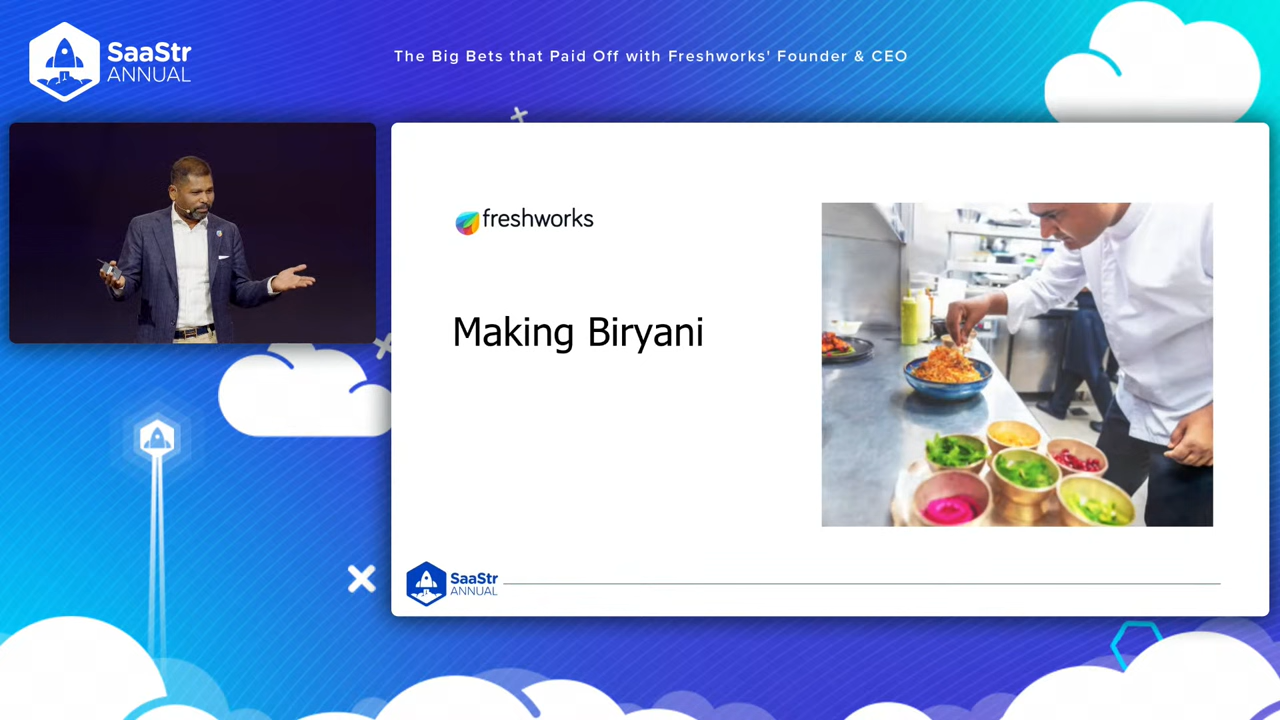 SaaStr
ANNUAL
The Big Bets that Paid Off with Freshworks' Founder & CEO
freshworks
Making Biryani
SaaStr
ANNUAL